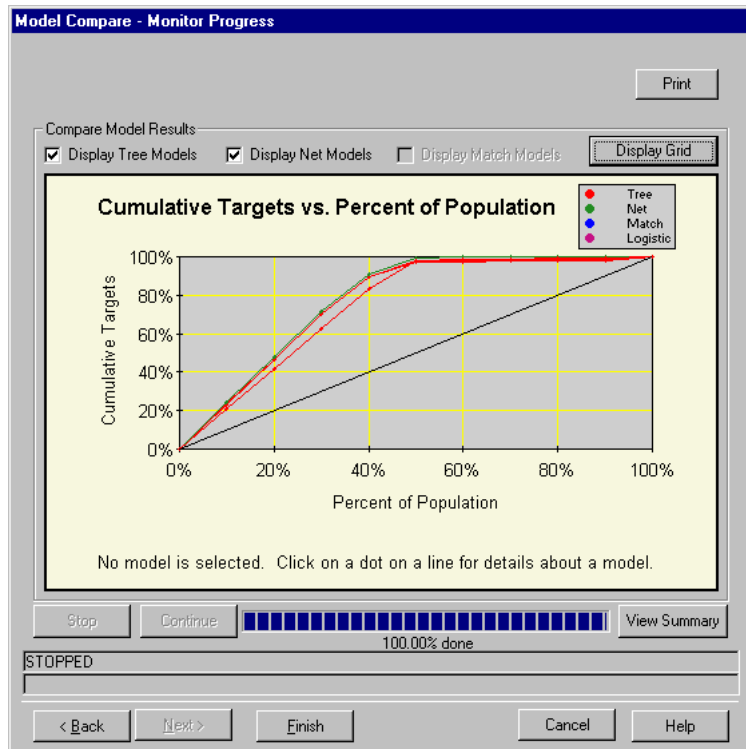 Model Compare - Monitor Progress
Print
Compare Model Results
Display Tree Models
Display Net Models
Display Match Models
Display Grid
Cumulative Targets vs. Percent of Population
Tree
Net
Match
Logistic
Cumulative Targets
100%
80%
60%
40%
20%
0%
0% 20% 40% 60% 80% 100%
Percent of Population
No model is selected. Click on a dot on a line for details about a model.
Stop
Continue
100.00% done
View Summary
STOPPED
< Back
Next >
Finish
Cancel
Help